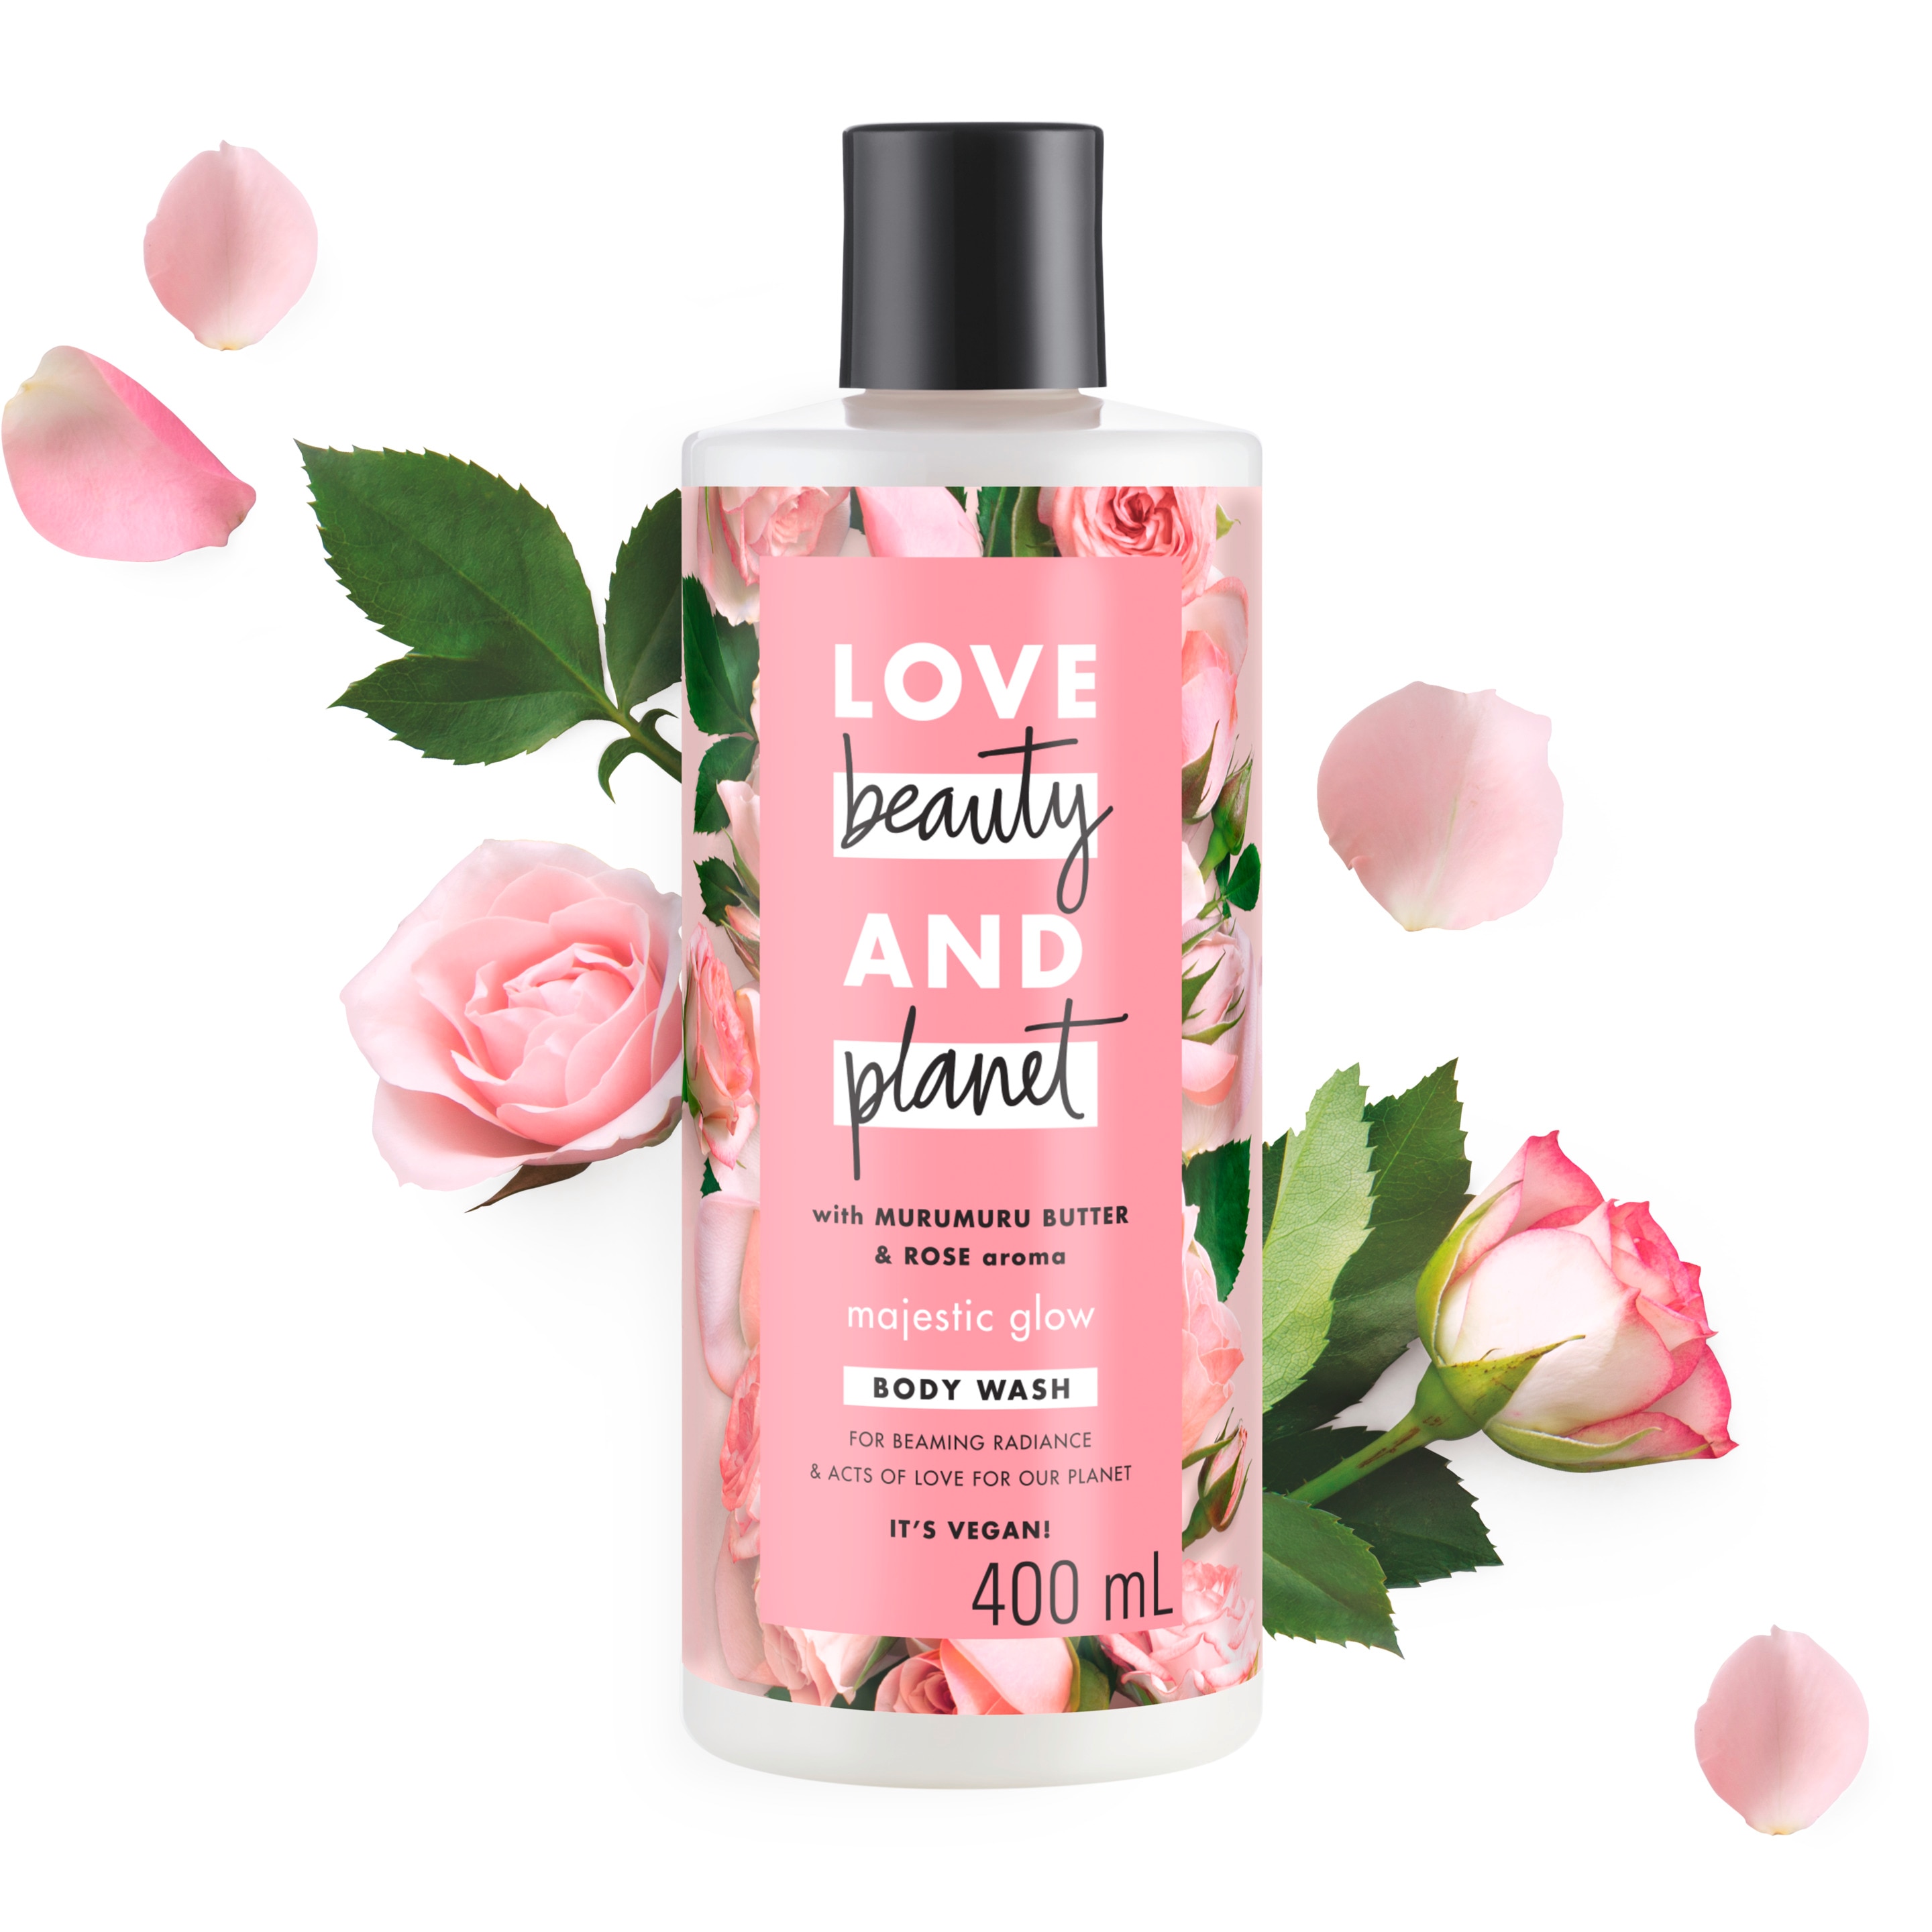 LOVE
beauty
AND
planet
with MURUMURU BUTTER
& ROSE aroma
majestic glow
BODY WASH
FOR BEAMING RADIANCE
& ACTS OF LOVE FOR OUR PLANET
IT'S VEGAN!
400 mL